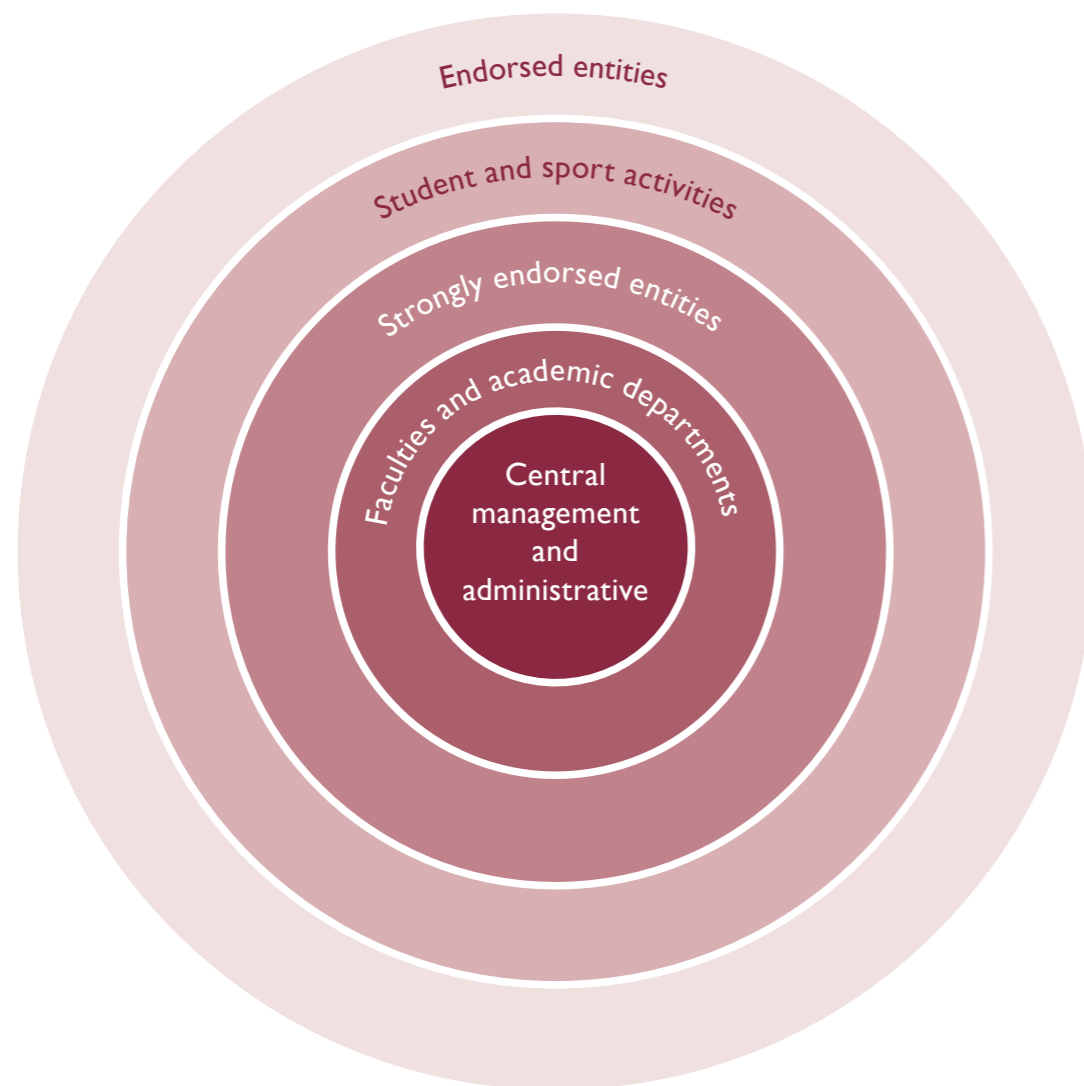 Endorsed entities
Student and sport activities
Strongly endorsed entities
Faculties and academic departments
Central
management
and
administrative